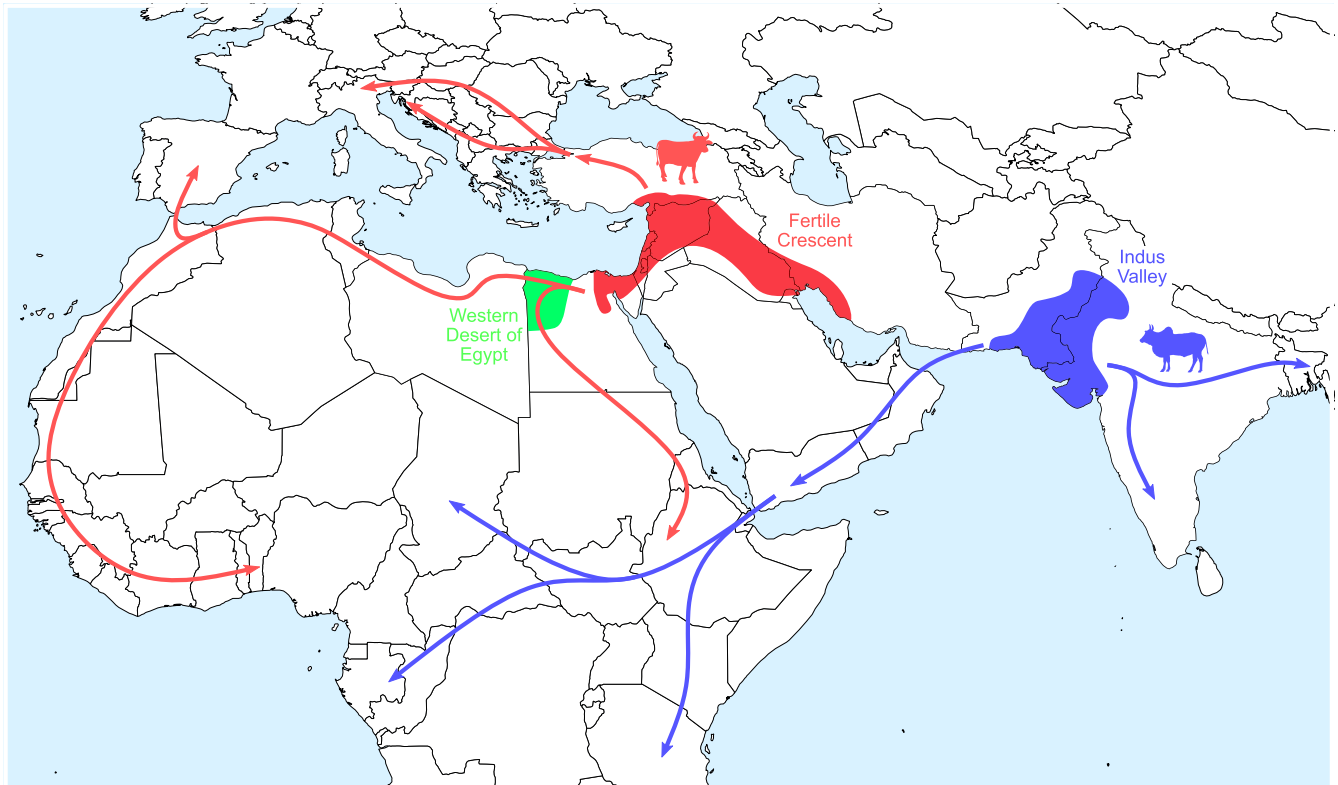 Fertile
Crescent
Indus
Valley
Western
Desert of
Egypt